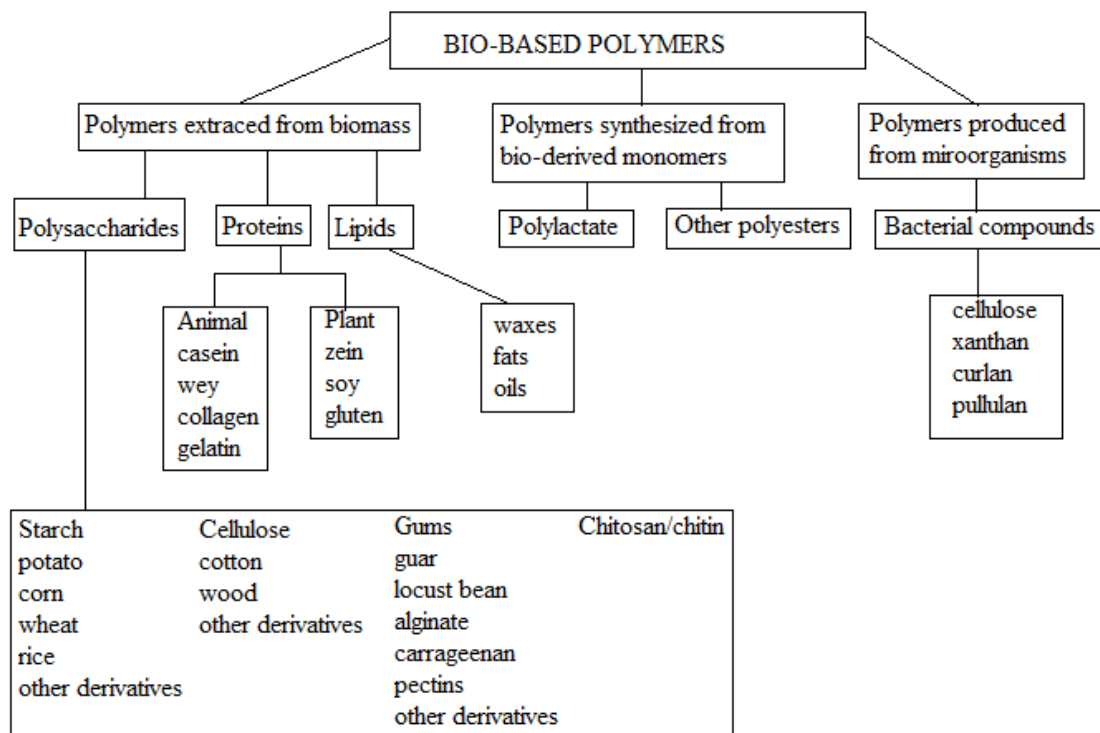 BIO-BASED POLYMERS
Polymers extraced from biomass
Polymers synthesized from
bio-derived monomers
Polymers produced
from miroorganisms
Polysaccharides
Proteins
Lipids
Polylactate
Other polyesters
Bacterial compounds
Animal
casein
wey
collagen
gelatin
Plant
zein
soy
gluten
waxes
fats
oils
cellulose
xanthan
curlan
pullulan
Starch
potato
corn
wheat
rice
other derivatives
Cellulose
cotton
wood
other derivatives
Gums
guar
locust bean
alginate
carrageenan
pectins
other derivatives
Chitosan/chitin